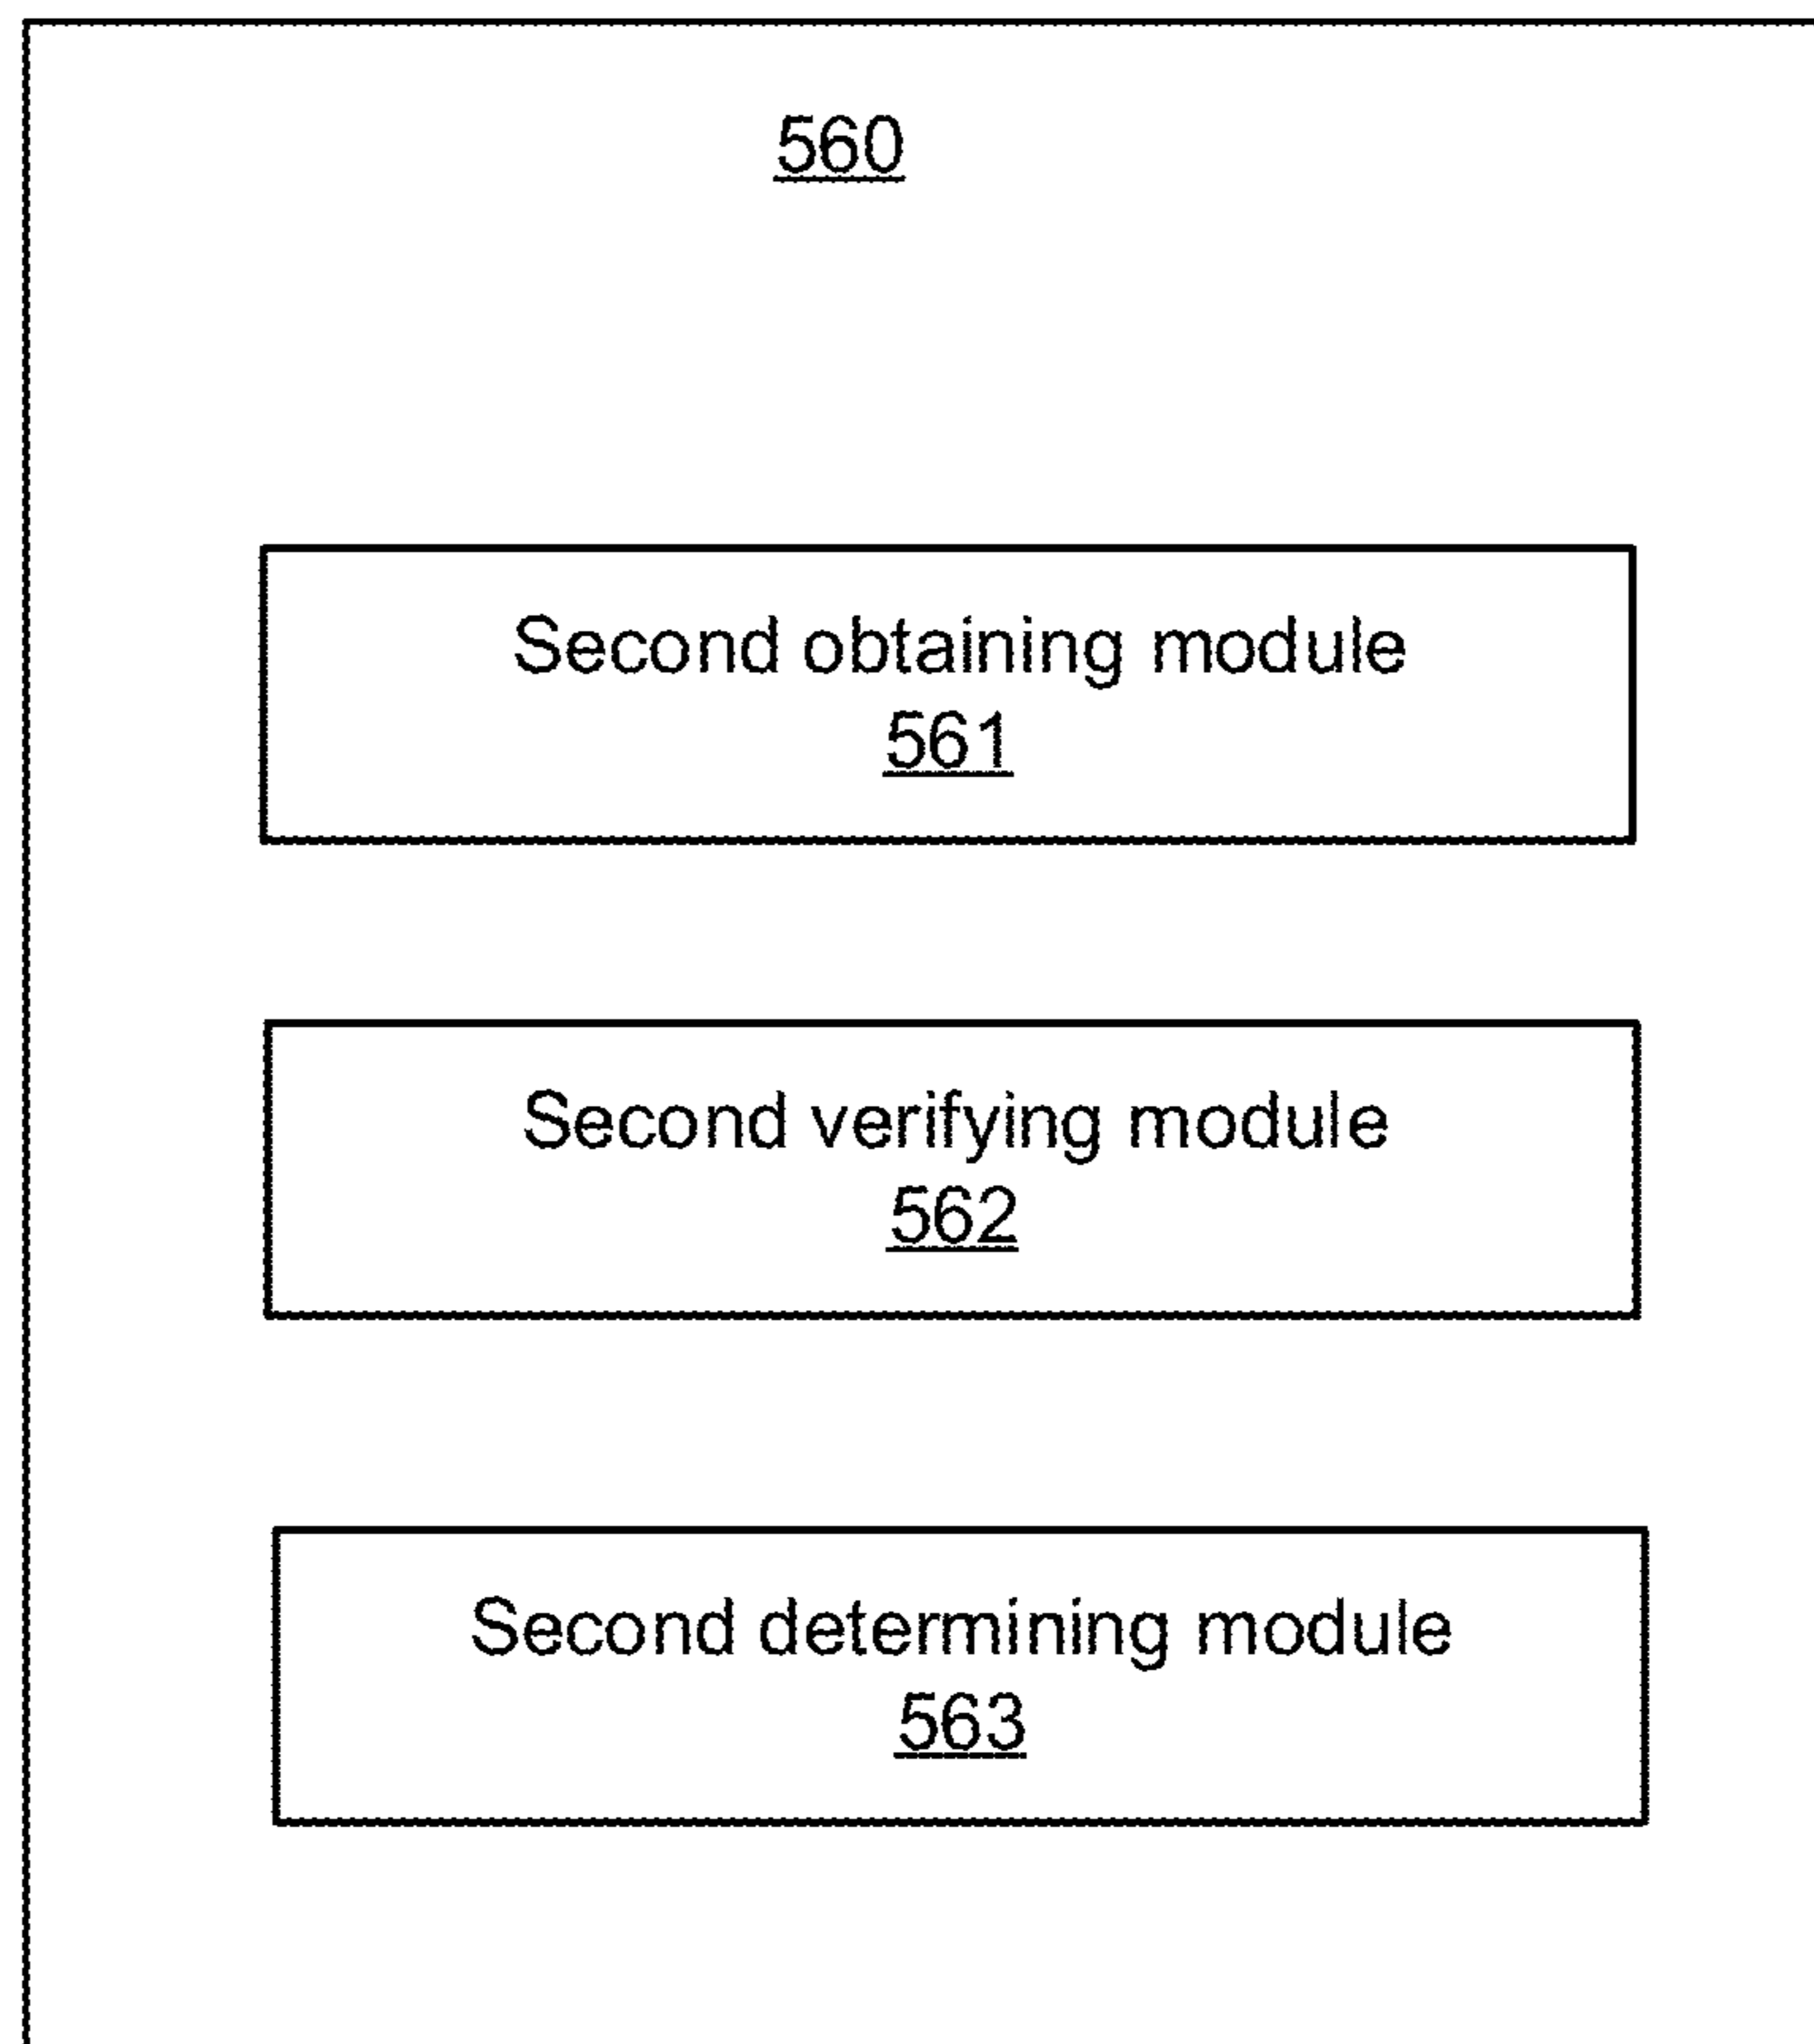 560
Second obtaining module
561
Second verifying module
562
Second determining module
563